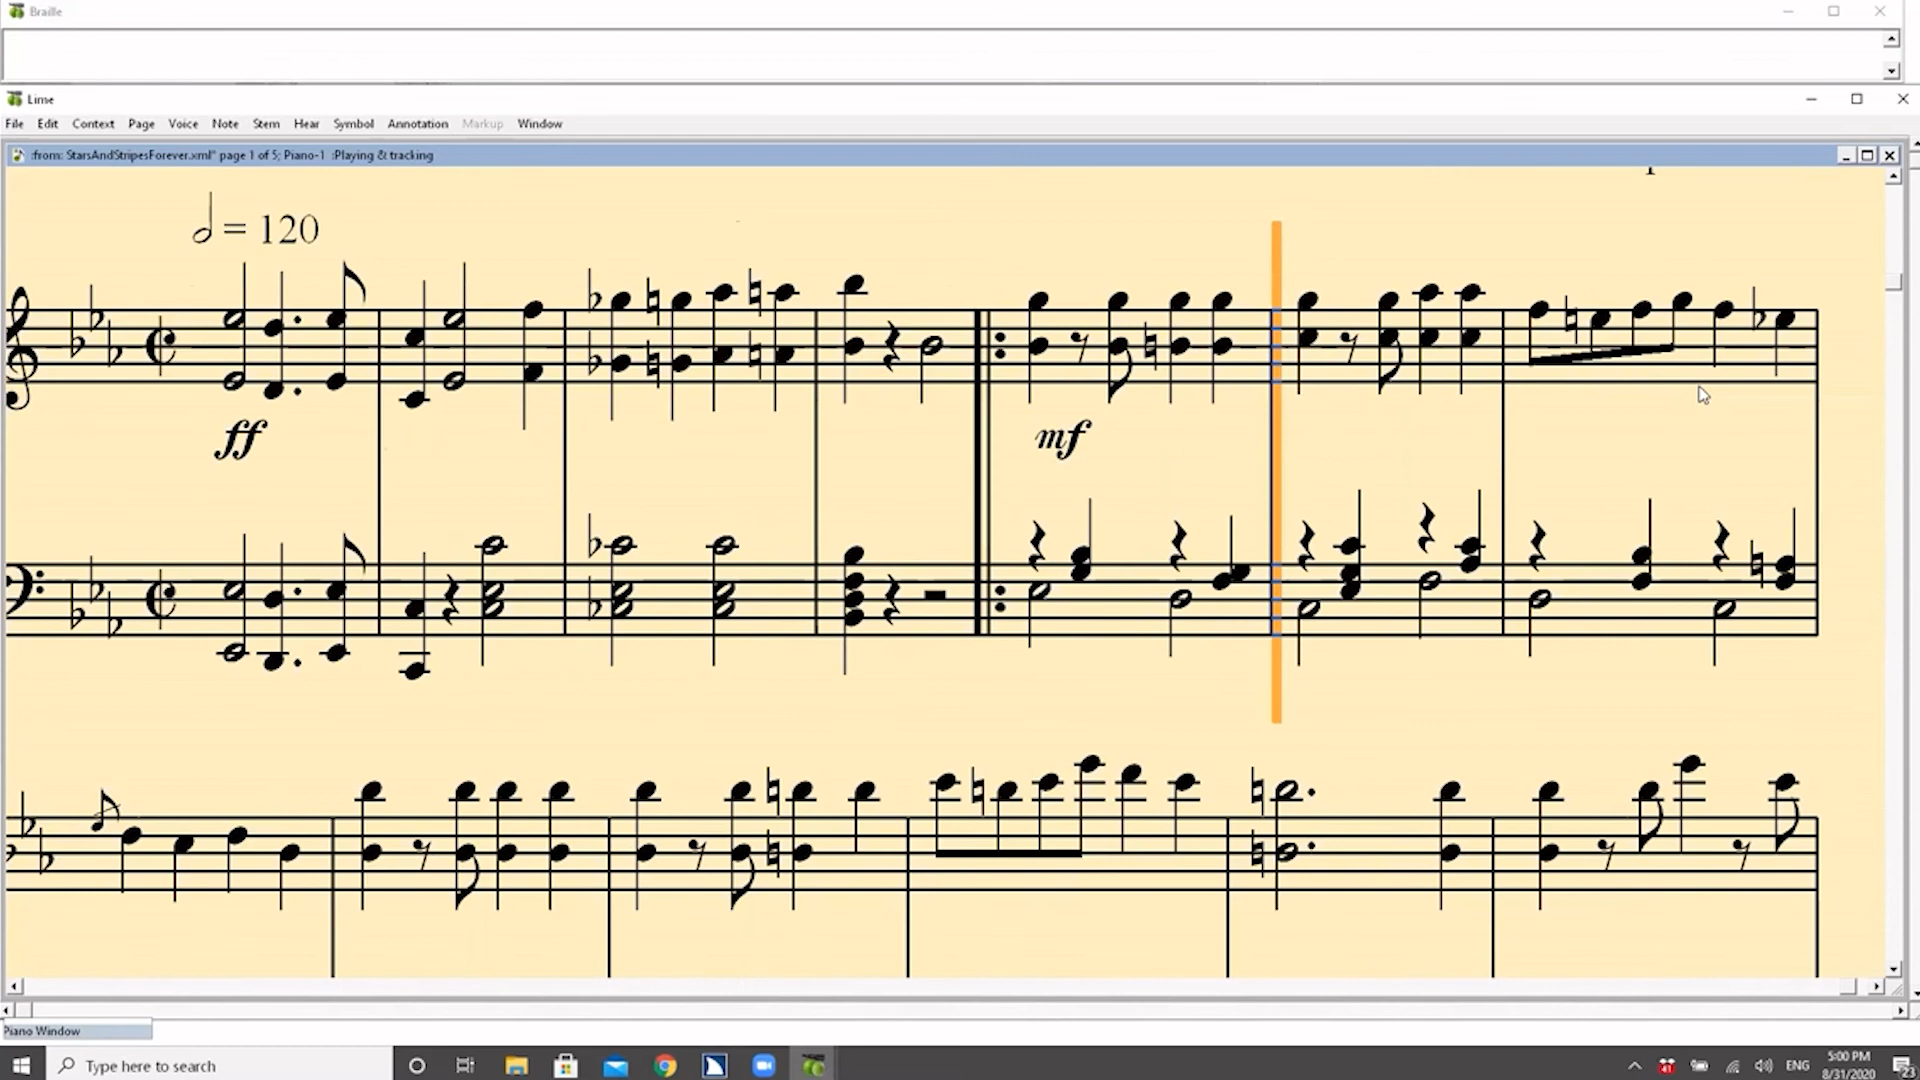 Braille
Lime
File Edit Context Page Voice Note Stem Hear Symbol Annotation Markup Window
:from: StarsAndStripesForever.xml* page 1 of 5; Piano-1 :Playing & tracking
= 120
ff
mf
Piano Window
Type here to search
41
ENG
5:00 PM
8/31/2020
23